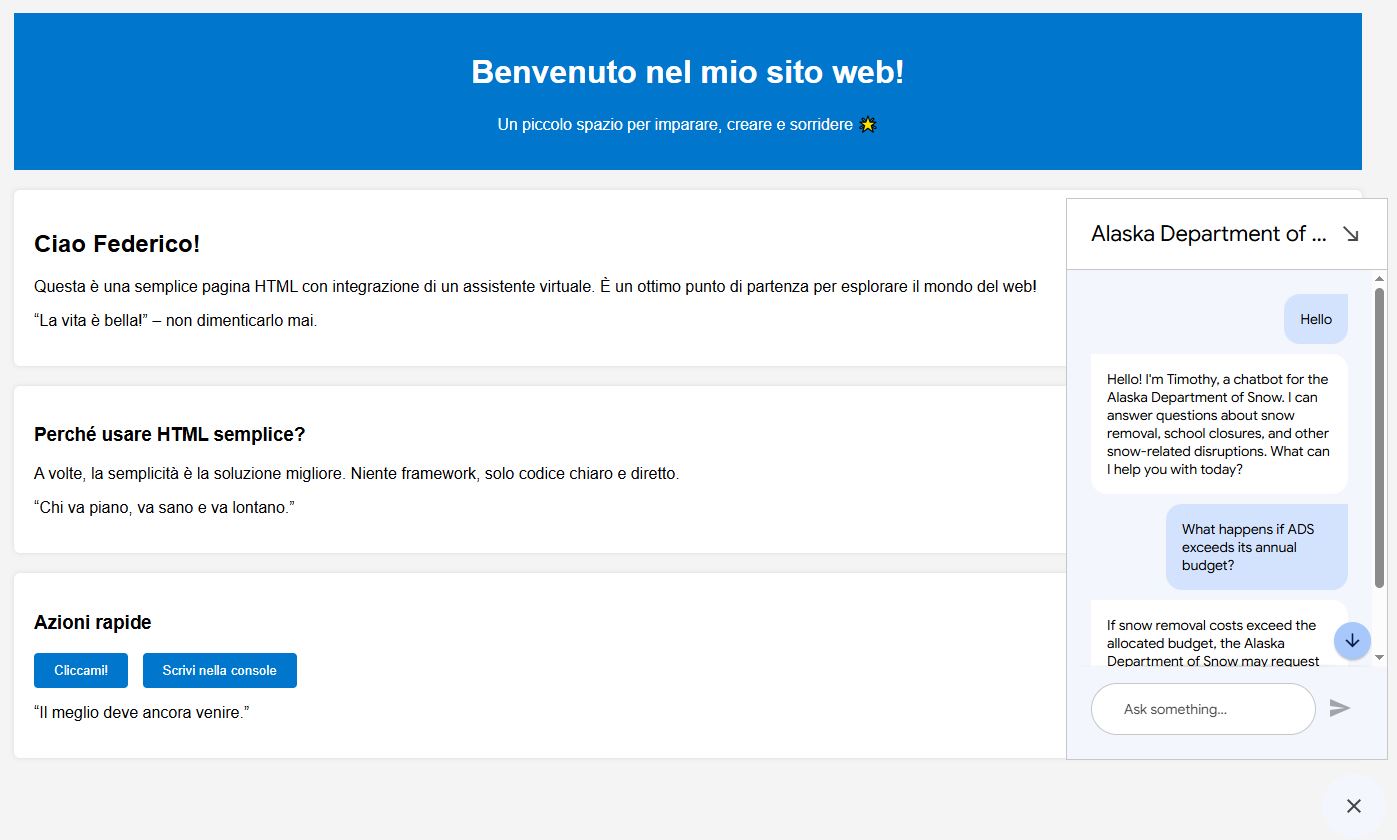 Benvenuto nel mio sito web!
Un piccolo spazio per imparare, creare e sorridere 🌟
Ciao Federico!
Questa è una semplice pagina HTML con integrazione di un assistente virtuale. È un ottimo punto di partenza per esplorare il mondo del web!
“La vita è bella!” – non dimenticarlo mai.
Perché usare HTML semplice?
A volte, la semplicità è la soluzione migliore. Niente framework, solo codice chiaro e diretto.
“Chi va piano, va sano e va lontano.”
Azioni rapide
Cliccami!
Scrivi nella console
“Il meglio deve ancora venire.”
Alaska Department of ...
Hello
Hello! I'm Timothy, a chatbot for the
Alaska Department of Snow. I can
answer questions about snow
removal, school closures, and other
snow-related disruptions. What can
I help you with today?
What happens if ADS
exceeds its annual
budget?
If snow removal costs exceed the
allocated budget, the Alaska
Department of Snow may request
Ask something...